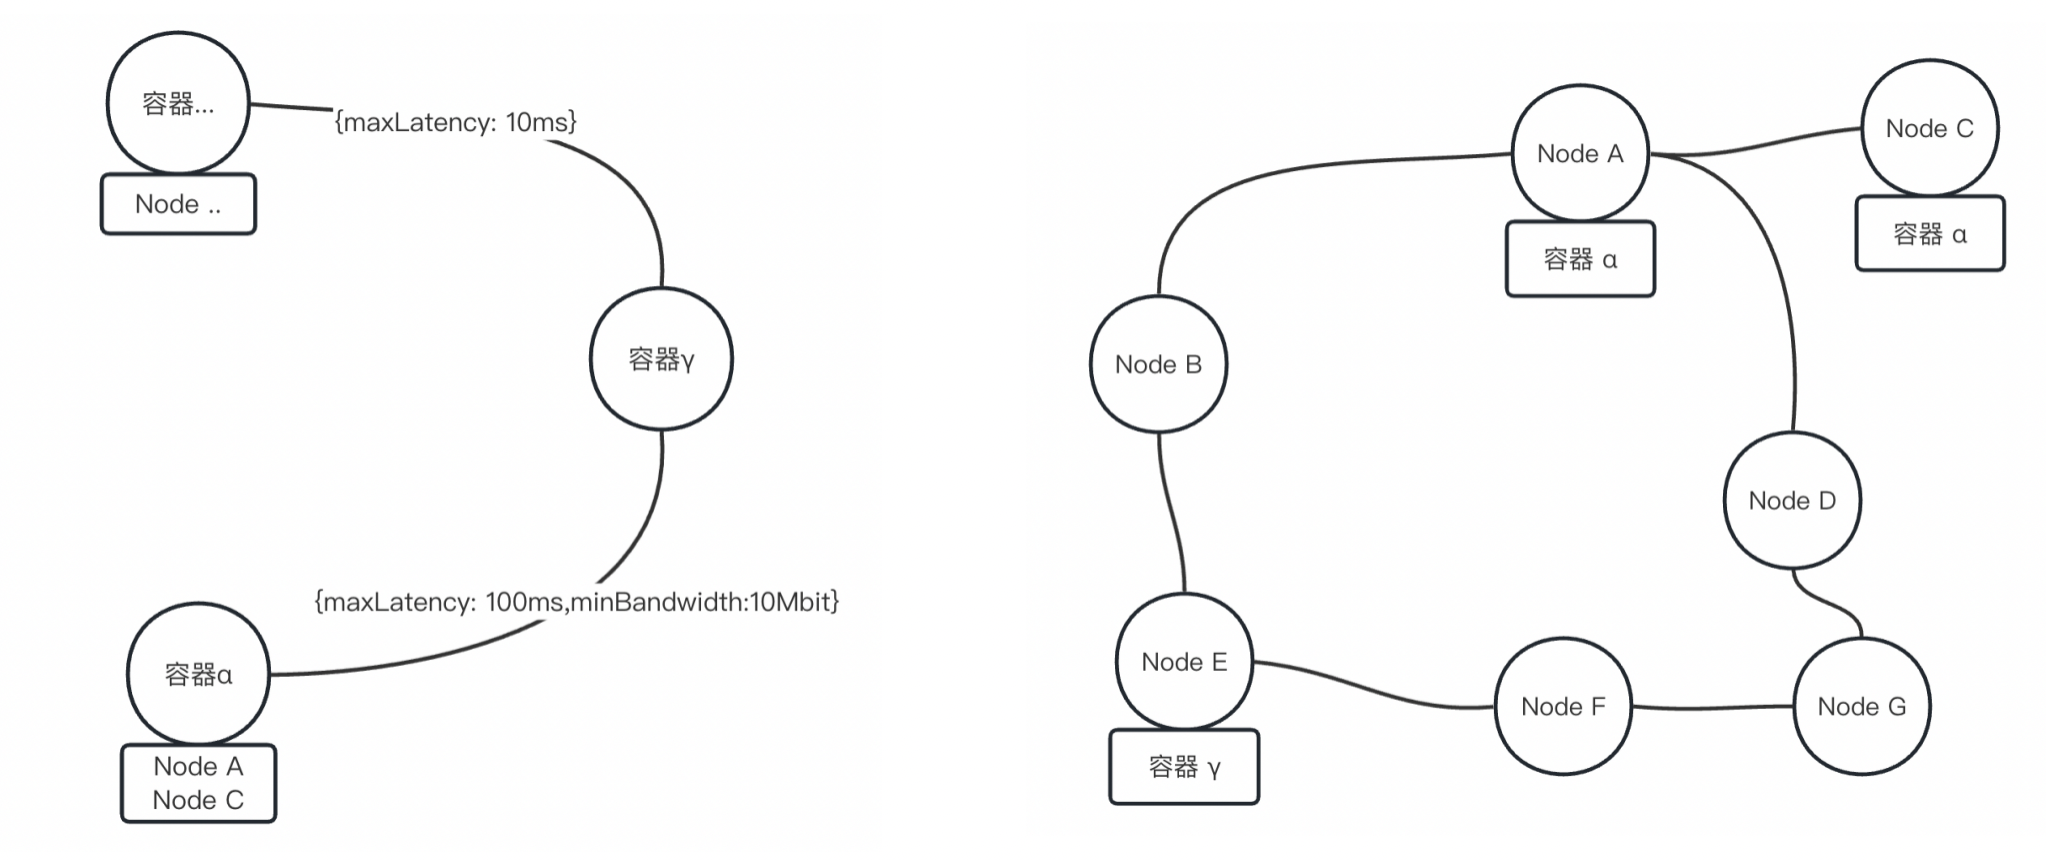 容器...
{maxLatency: 10ms}
Node ..
容器γ
{maxLatency: 100ms,minBandwidth:10Mbit}
容器α
Node A
Node C
Node A
容器 α
Node C
容器 α
Node B
Node D
Node E
容器 γ
Node F
Node G